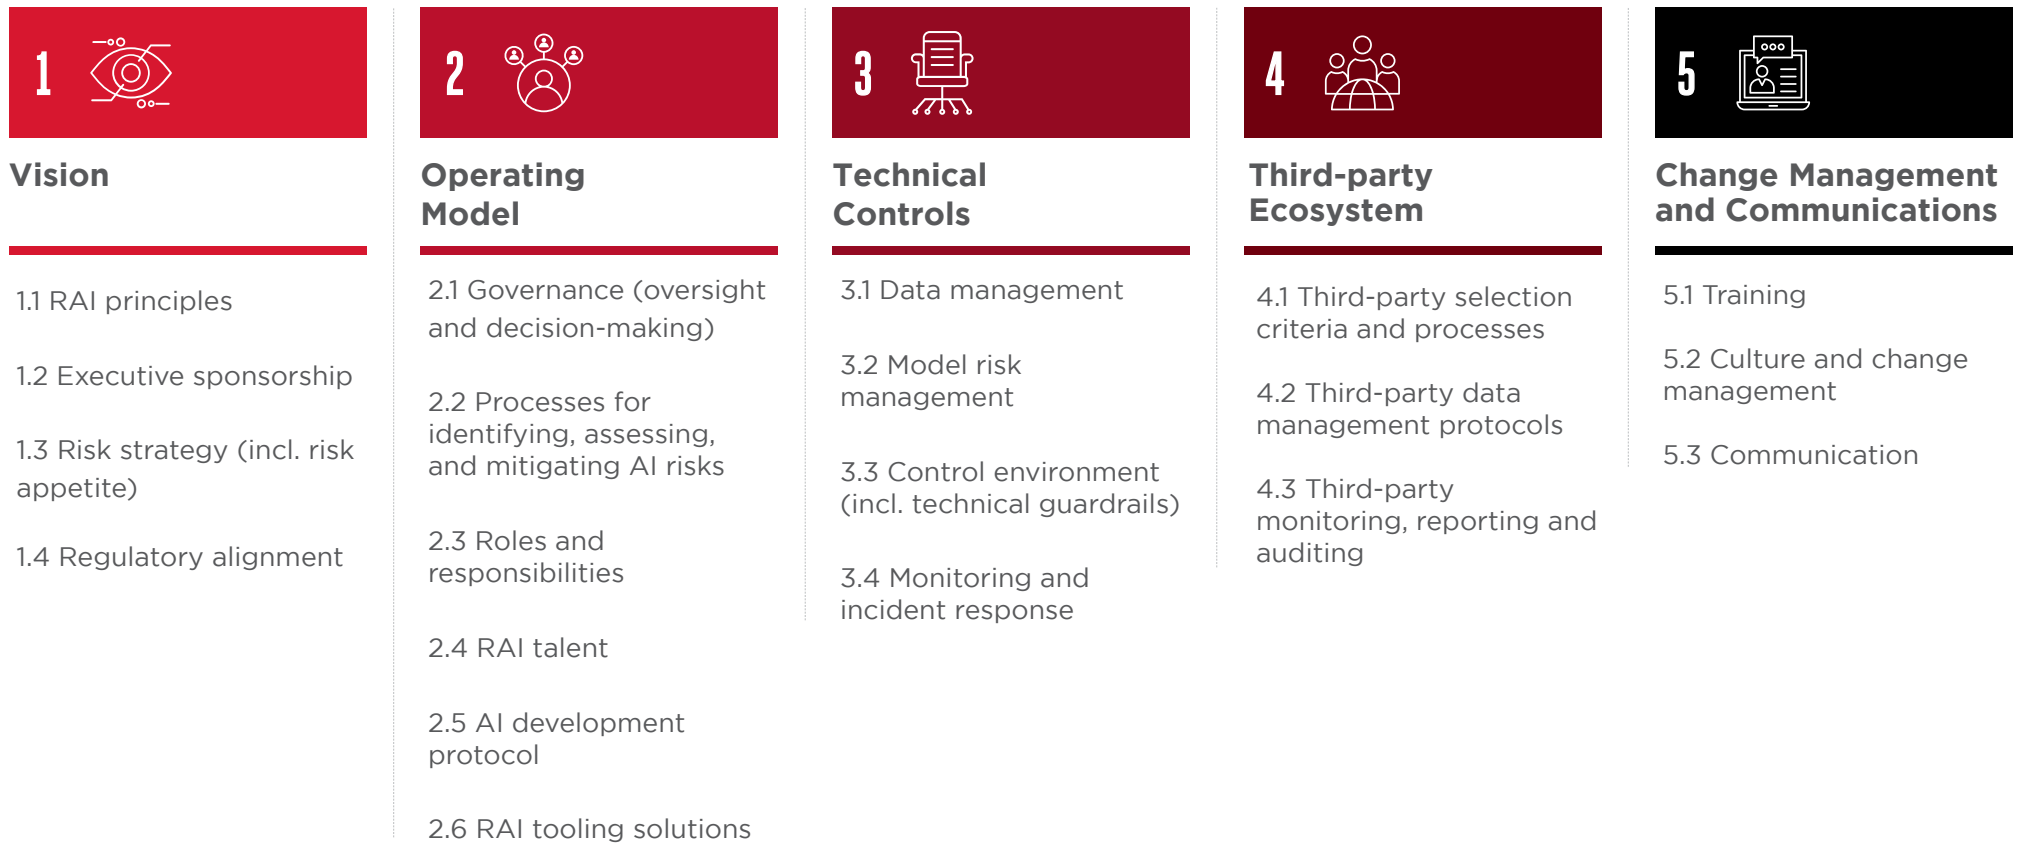 1
Vision
1.1 RAI principles
1.2 Executive sponsorship
1.3 Risk strategy (incl. risk
appetite)
1.4 Regulatory alignment
2
Operating
Model
2.1 Governance (oversight
and decision-making)
2.2 Processes for
identifying, assessing,
and mitigating AI risks
2.3 Roles and
responsibilities
2.4 RAI talent
2.5 AI development
protocol
2.6 RAI tooling solutions
3
Technical
Controls
3.1 Data management
3.2 Model risk
management
3.3 Control environment
(incl. technical guardrails)
3.4 Monitoring and
incident response
4
Third-party
Ecosystem
4.1 Third-party selection
criteria and processes
4.2 Third-party data
management protocols
4.3 Third-party
monitoring, reporting and
auditing
5
Change Management
and Communications
5.1 Training
5.2 Culture and change
management
5.3 Communication